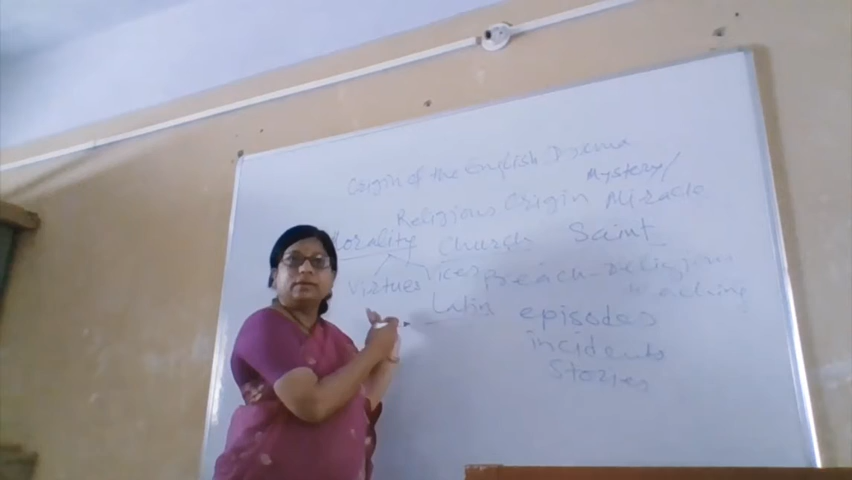 Origin of the English Drama
Mystery/
Religious Origin Miracle
Morality Church Saint
Virtues Vices Preach-religious
teaching
Latin episodes
incidents
Stories